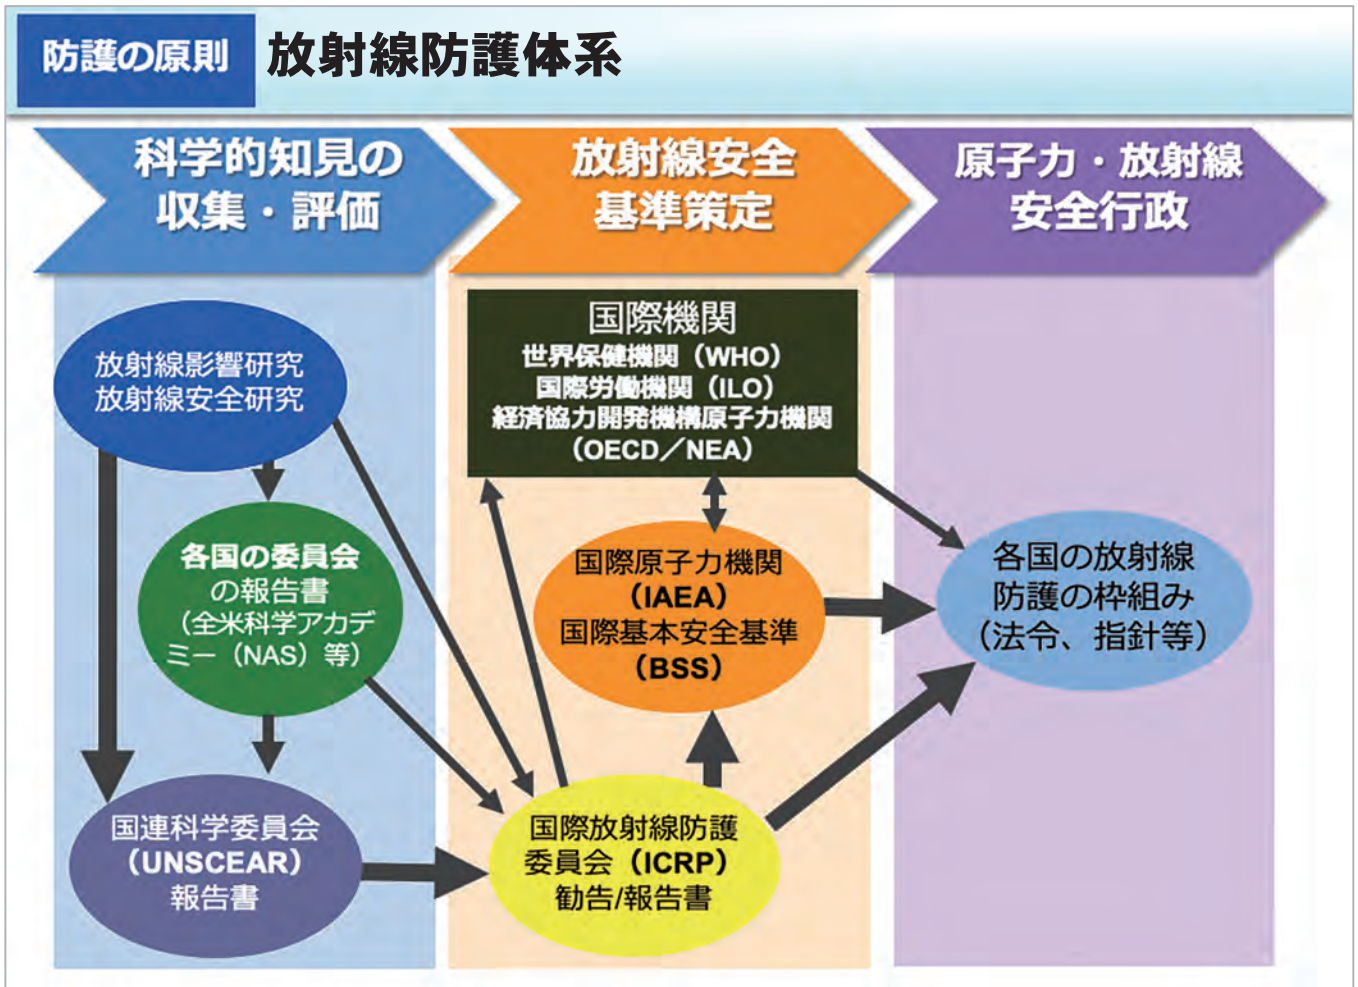 防護の原則
放射線防護体系
科学的知見の
収集・評価
放射線安全
基準策定
原子力・放射線
安全行政
放射線影響研究
放射線安全研究
各国の委員会
の報告書
（全米科学アカデ
ミー（NAS）等）
国連科学委員会
（UNSCEAR）
報告書
国際機関
世界保健機関（WHO）
国際労働機関（ILO）
経済協力開発機構原子力機関
（OECD／NEA）
国際原子力機関
（IAEA）
国際基本安全基準
（BSS）
国際放射線防護
委員会（ICRP）
勧告/報告書
各国の放射線
防護の枠組み
（法令、指針等）